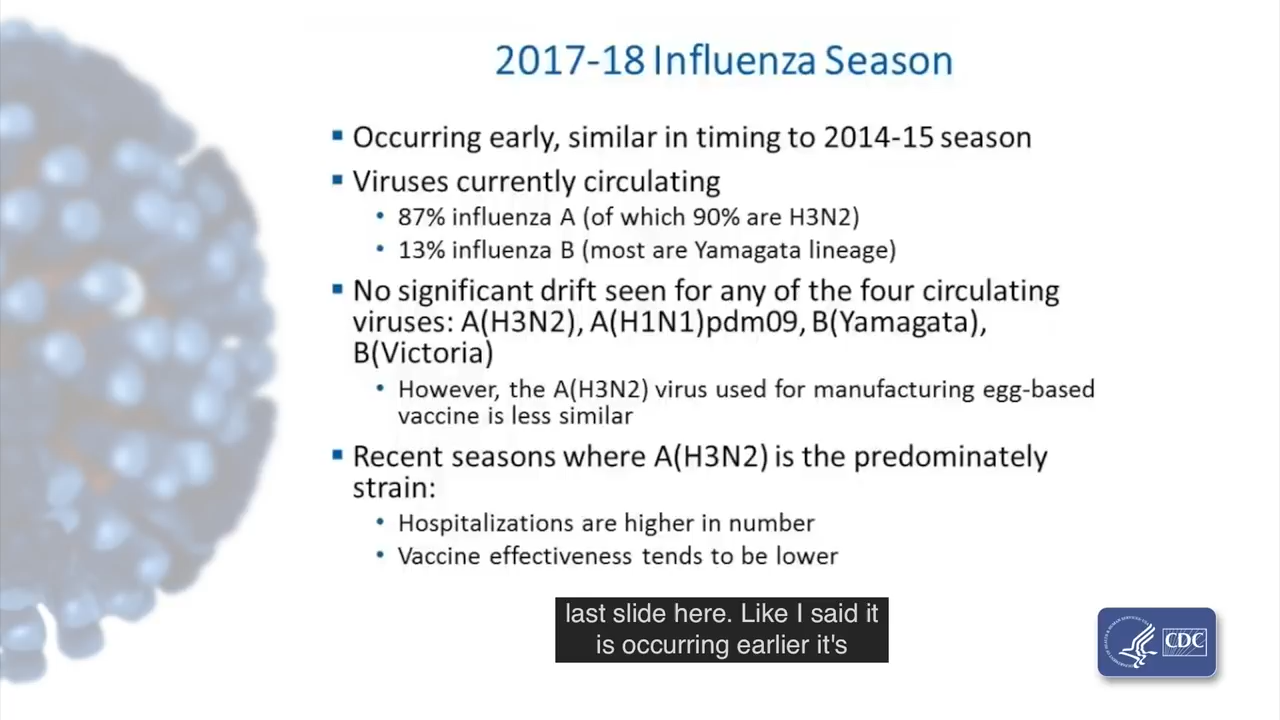 2017-18 Influenza Season
▪ Occurring early, similar in timing to 2014-15 season
▪ Viruses currently circulating
• 87% influenza A (of which 90% are H3N2)
• 13% influenza B (most are Yamagata lineage)
▪ No significant drift seen for any of the four circulating
viruses: A(H3N2), A(H1N1)pdm09, B(Yamagata),
B(Victoria)
• However, the A(H3N2) virus used for manufacturing egg-based
vaccine is less similar
▪ Recent seasons where A(H3N2) is the predominately
strain:
• Hospitalizations are higher in number
• Vaccine effectiveness tends to be lower
last slide here. Like I said it
is occurring earlier it's
CDC